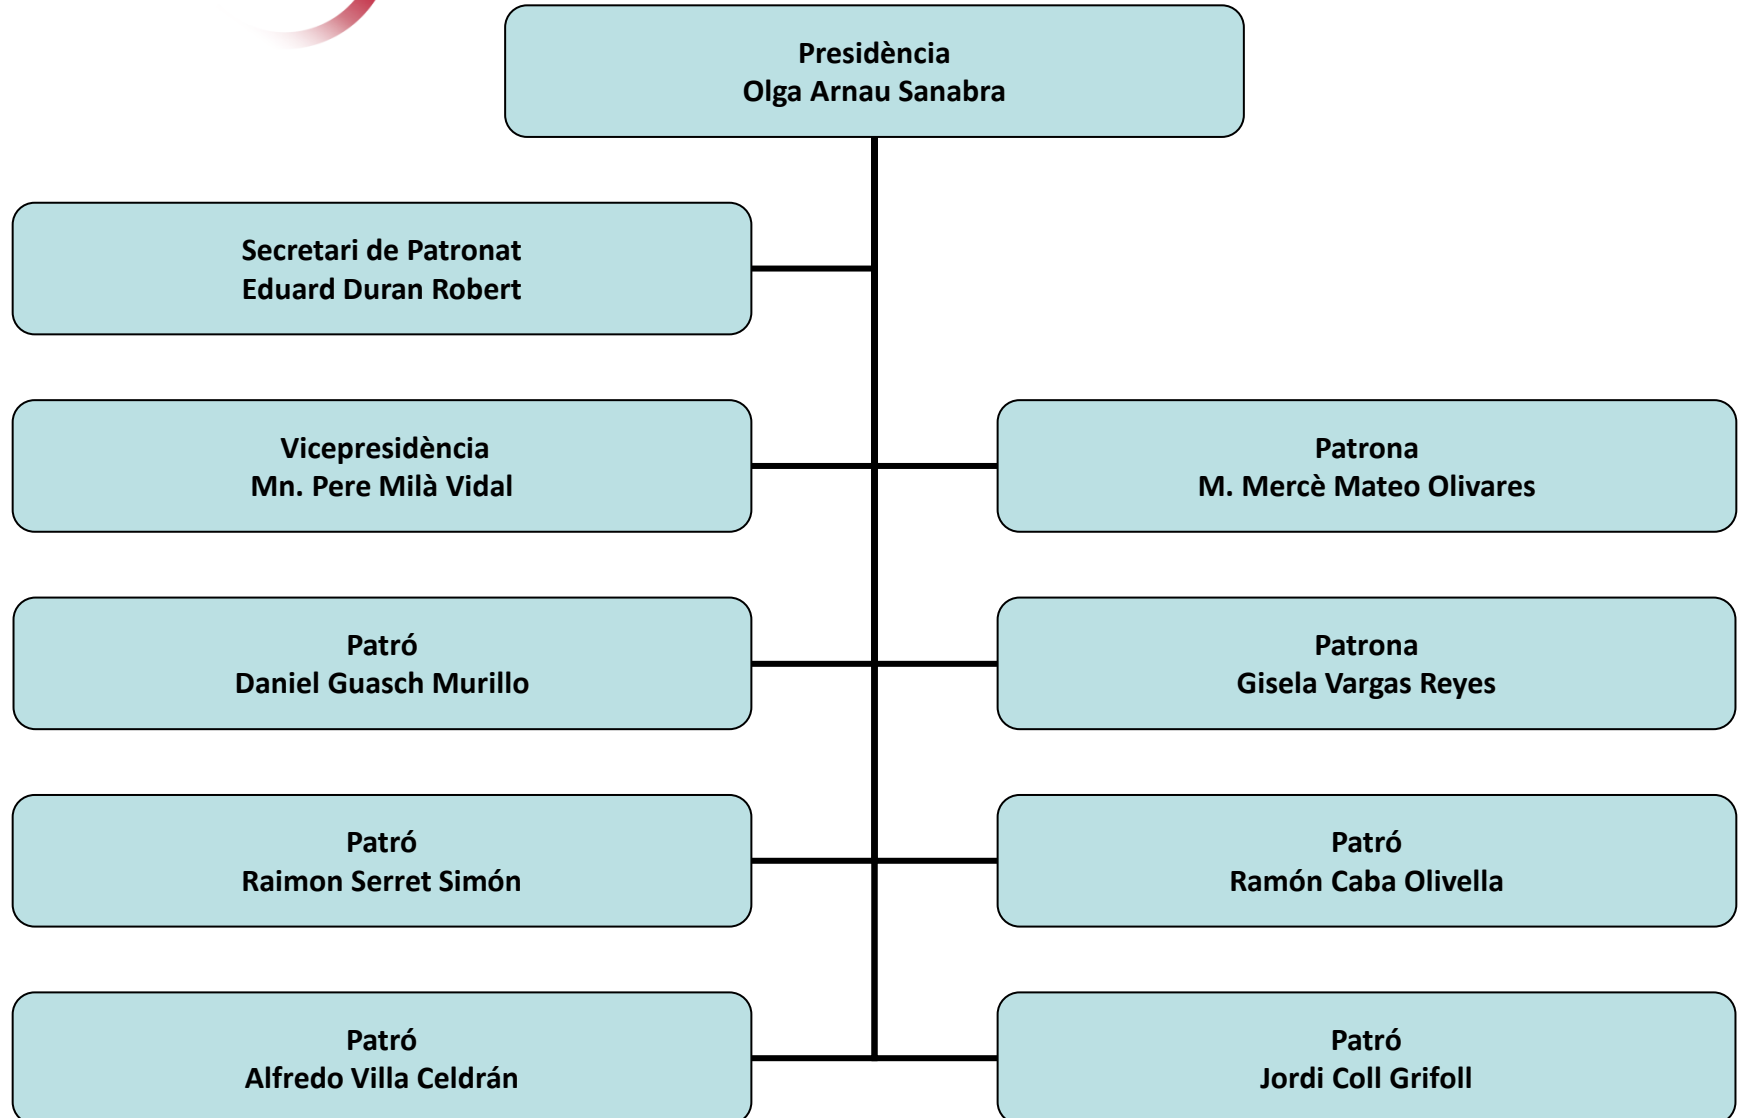 Presidència
Olga Arnau Sanabra
Secretari de Patronat
Eduard Duran Robert
Vicepresidència
Mn. Pere Milà Vidal
Patrona
M. Mercè Mateo Olivares
Patró
Daniel Guasch Murillo
Patrona
Gisela Vargas Reyes
Patró
Raimon Serret Simón
Patró
Ramón Caba Olivella
Patró
Alfredo Villa Celdrán
Patró
Jordi Coll Grifoll